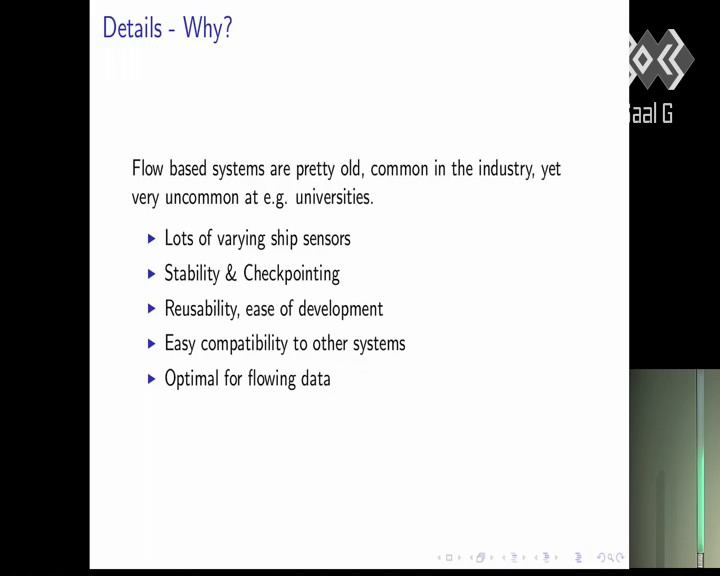 Details - Why?
Flow based systems are pretty old, common in the industry, yet
very uncommon at e.g. universities.
Lots of varying ship sensors
Stability & Checkpointing
Reusability, ease of development
Easy compatibility to other systems
Optimal for flowing data
aal G